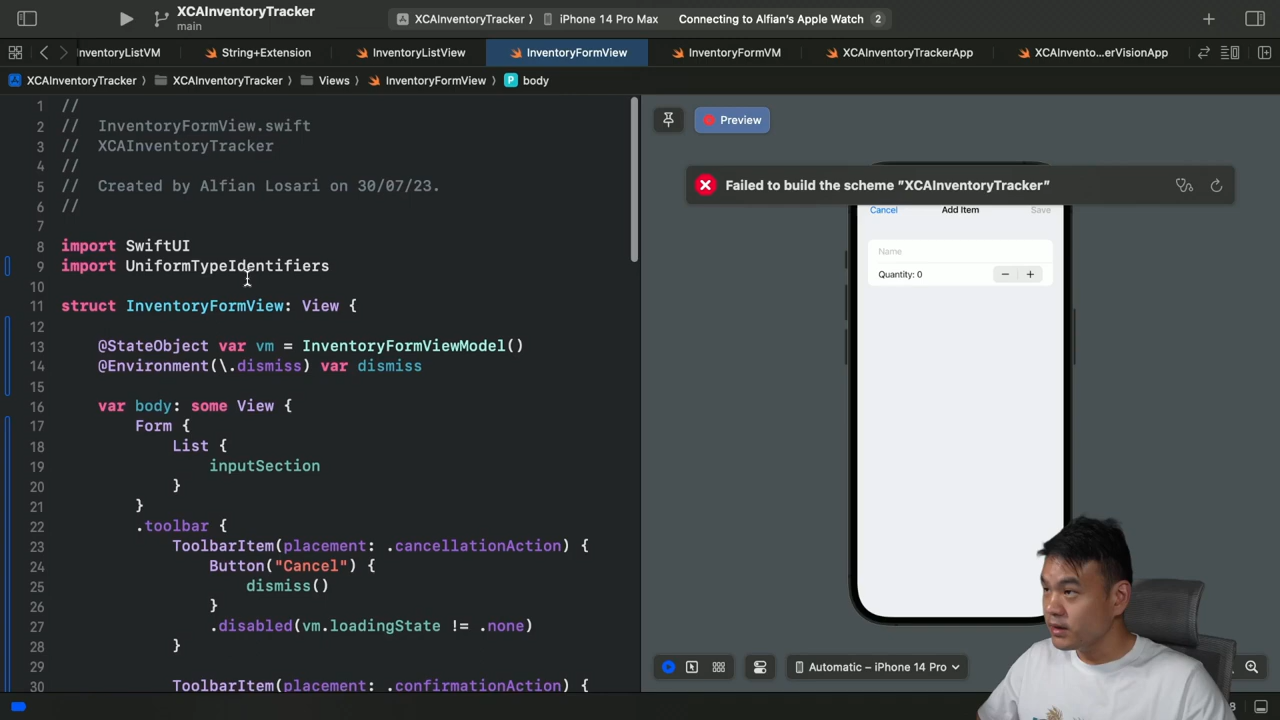 XCAInventoryTracker
main
XCAInventoryTracker 〉 iPhone 14 Pro Max
Connecting to Alfian's Apple Watch 2
nventoryListVM
String+Extension
InventoryListView
InventoryFormView
InventoryFormVM
XCAInventoryTrackerApp
XCAInvento...erVisionApp
XCAInventoryTracker 〉 XCAInventoryTracker 〉 Views 〉 InventoryFormView 〉 P body
1 //
2 // InventoryFormView.swift
3 // XCAInventoryTracker
4 //
5 // Created by Alfian Losari on 30/07/23.
6 //
7
8 import SwiftUI
9 import UniformTypeIdentifiers
10
11 struct InventoryFormView: View {
12
13 @StateObject var vm = InventoryFormViewModel()
14 @Environment(\.dismiss) var dismiss
15
16 var body: some View {
17 Form {
18 List {
19 inputSection
20 }
21 }
22 .toolbar {
23 ToolbarItem(placement: .cancellationAction) {
24 Button("Cancel") {
25 dismiss()
26 }
27 .disabled(vm.loadingState != .none)
28 }
29
30 ToolbarItem(placement: .confirmationAction) {
Preview
Failed to build the scheme "XCAInventoryTracker"
Cancel
Add Item
Save
Name
Quantity: 0
− +
Automatic – iPhone 14 Pro